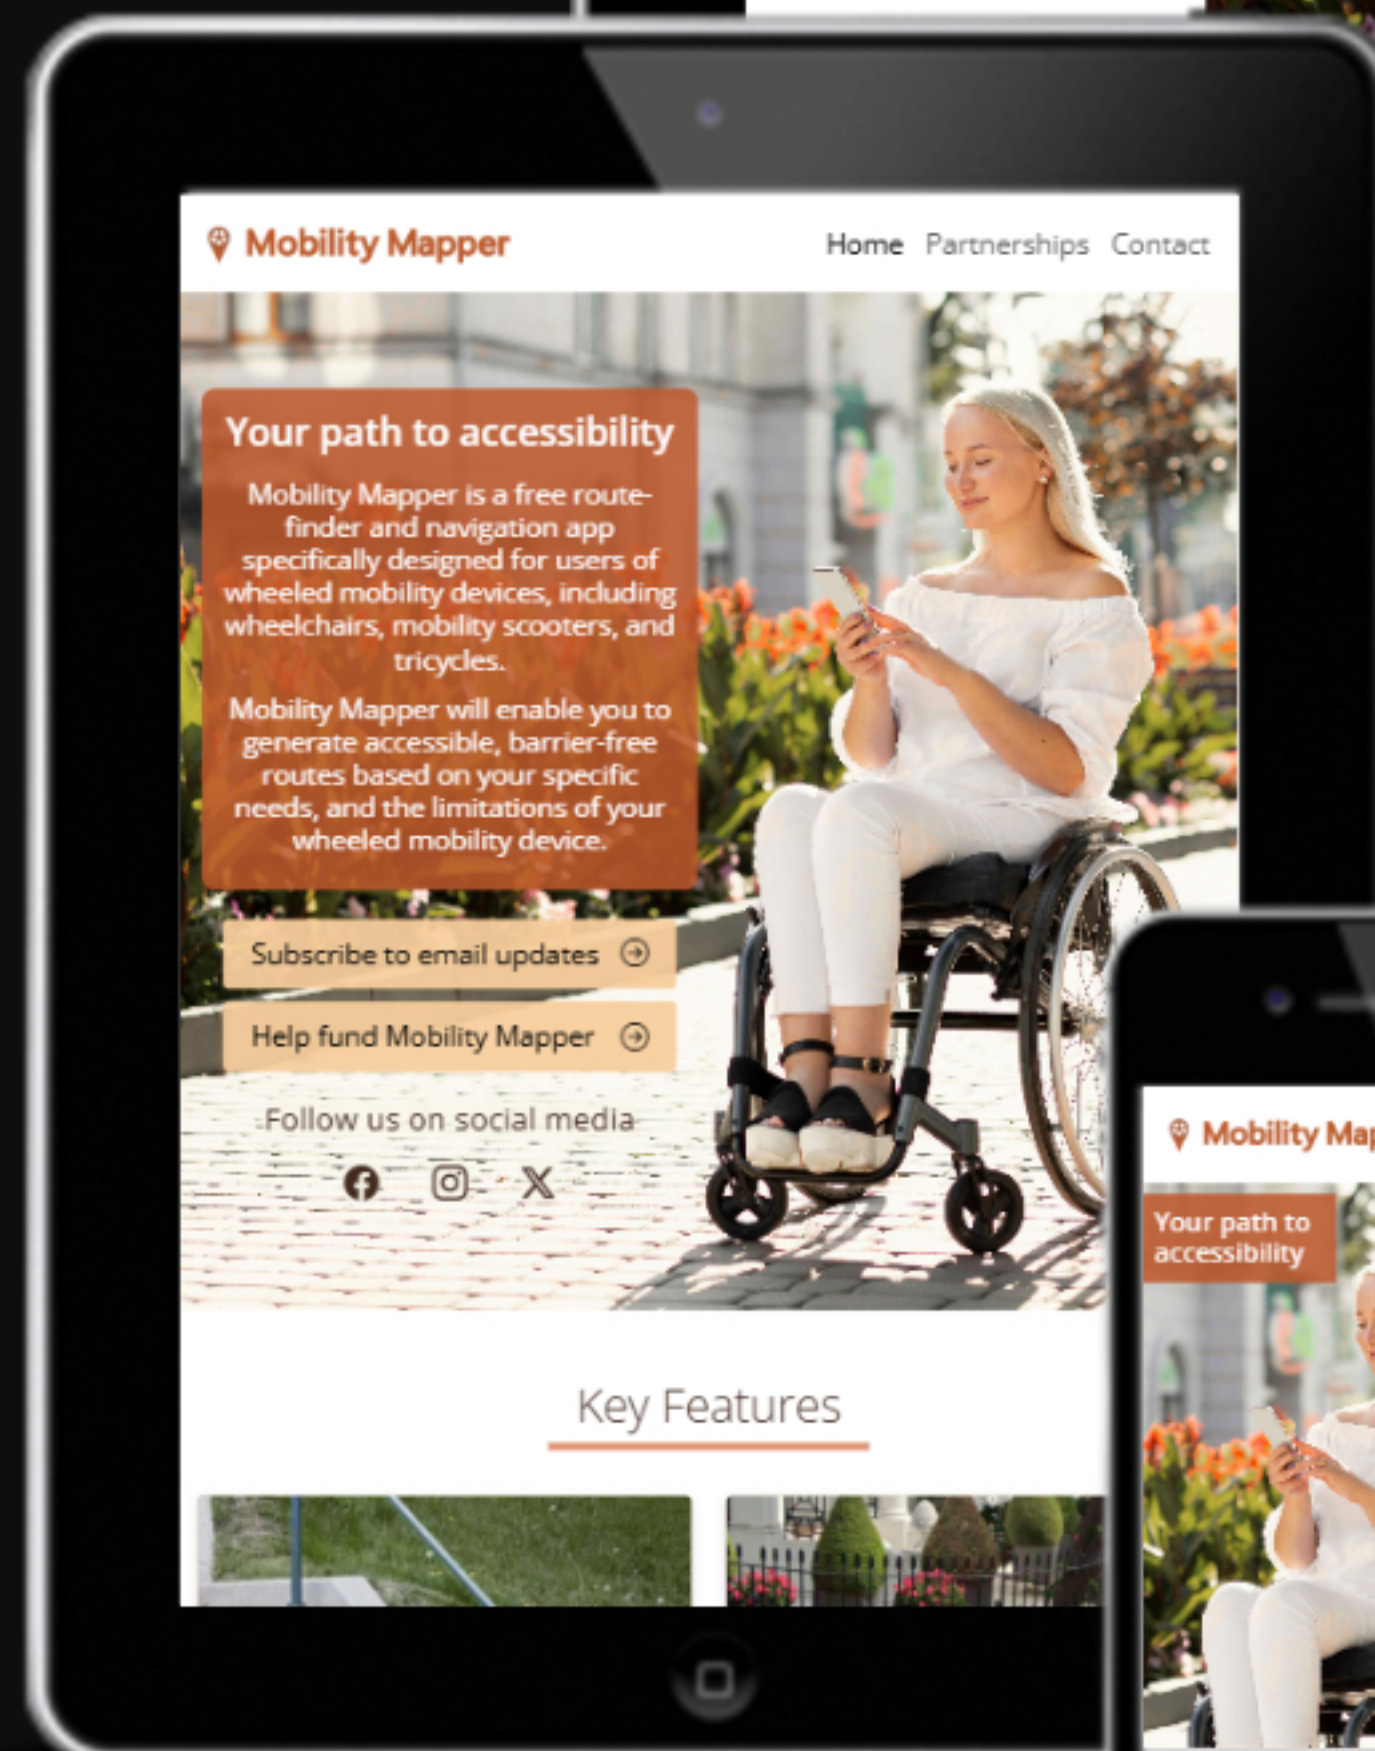 Mobility Mapper
Home Partnerships Contact
Your path to accessibility
Mobility Mapper is a free route-
finder and navigation app
specifically designed for users of
wheeled mobility devices, including
wheelchairs, mobility scooters, and
tricycles.
Mobility Mapper will enable you to
generate accessible, barrier-free
routes based on your specific
needs, and the limitations of your
wheeled mobility device.
Subscribe to email updates
Help fund Mobility Mapper
Follow us on social media
Key Features
Mobility Map
Your path to
accessibility